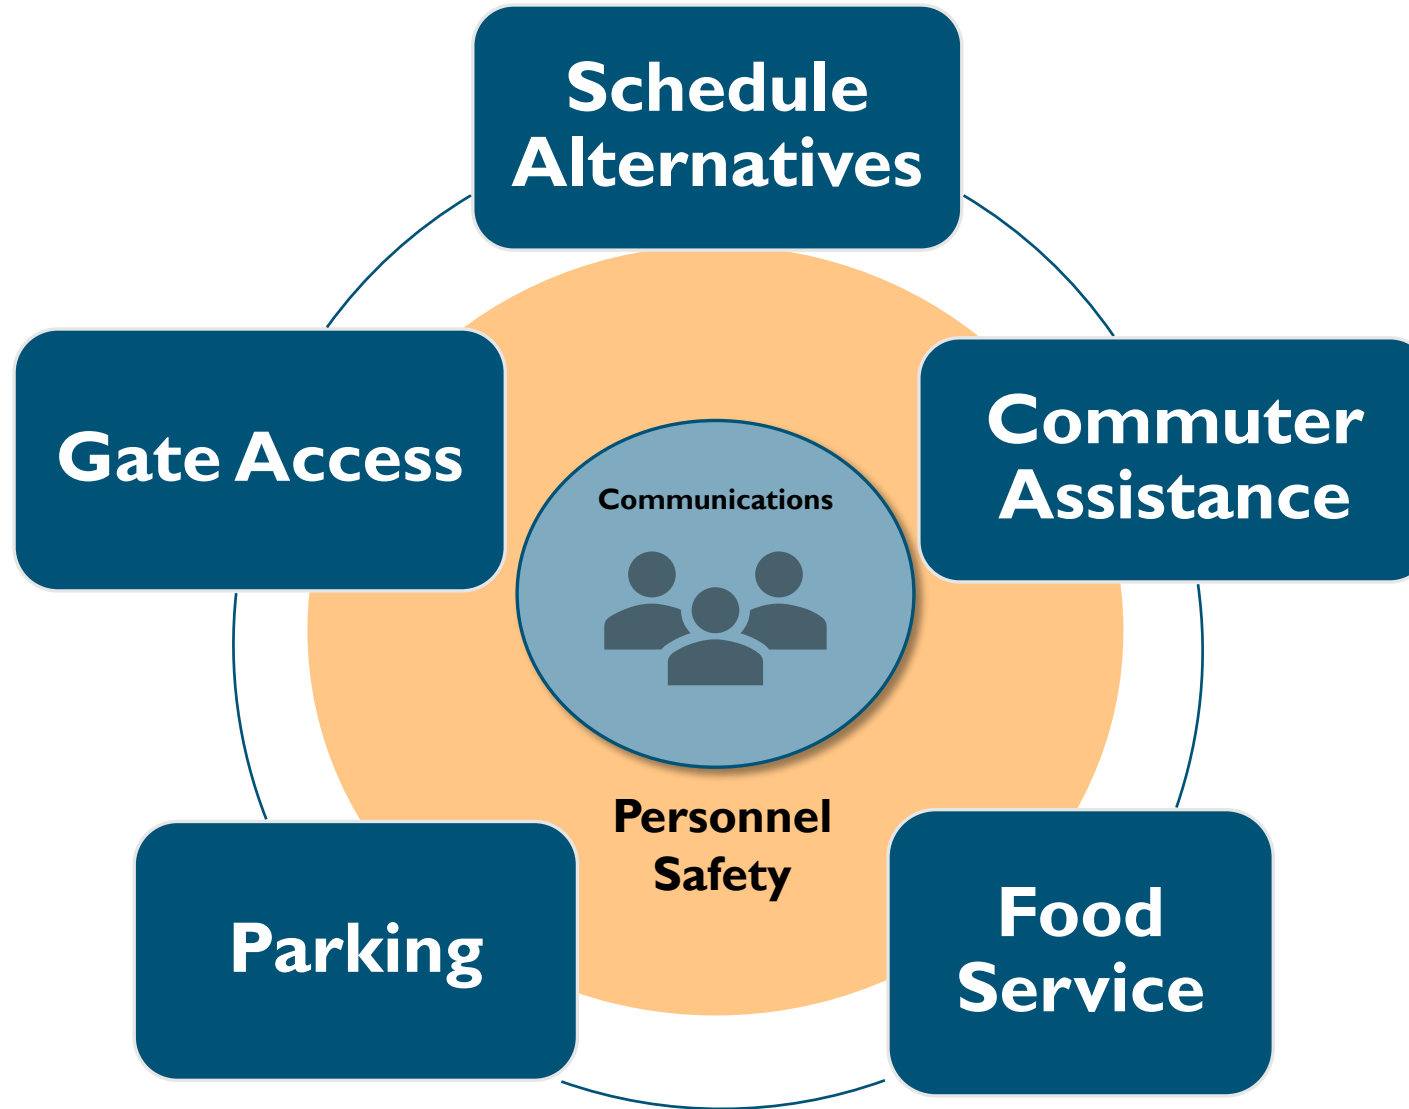 Schedule
Alternatives
Gate Access
Commuter
Assistance
Communications
Personnel
Safety
Parking
Food
Service